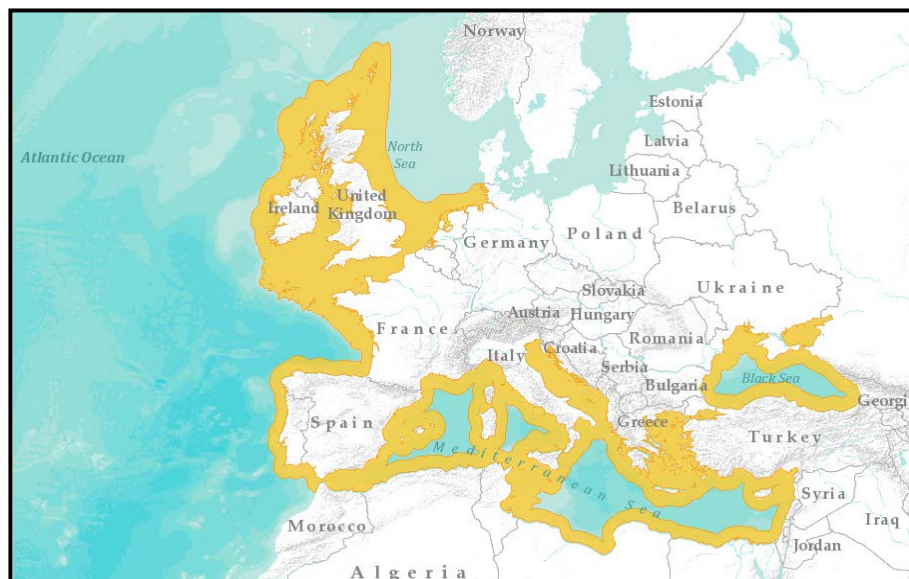 Norway
Estonia
North
Sea
Latvia
Atlantic Ocean
Lithuania
United
Kingdom
Ireland
Belarus
Germany
Poland
Slovakia
Ukraine
Austria
Hungary
France
Romania
Italy
Croatia
Serbia
Bulgaria
Black Sea
Georgi
Spain
Greece
Turkey
Mediterranean Sea
Syria
Morocco
Iraq
Jordan
Algeria